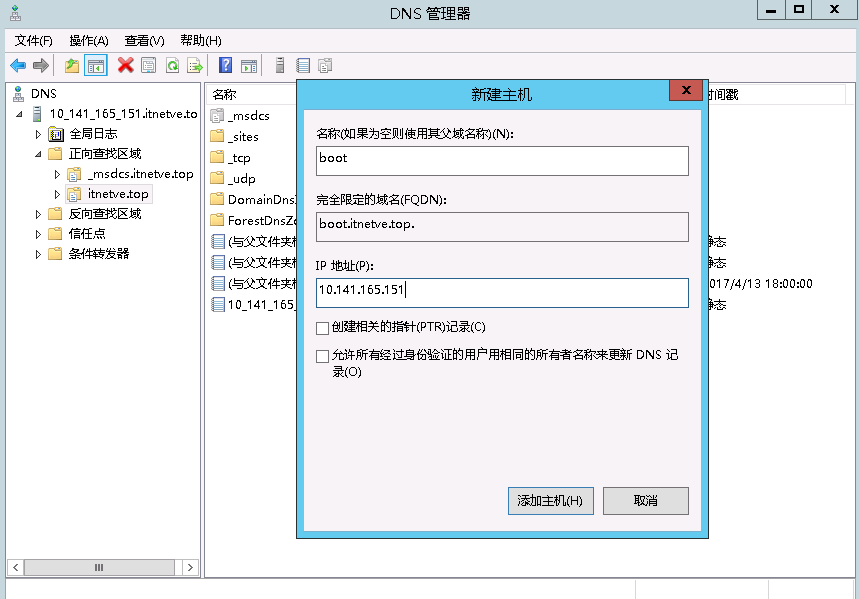 DNS 管理器
文件(F) 操作(A) 查看(V) 帮助(H)
DNS
10_141_165_151.itnetve.to
全局日志
正向查找区域
_msdcs.itnetve.top
itnetve.top
反向查找区域
信任点
条件转发器
名称
时间戳
_msdcs
_sites
_tcp
_udp
DomainDns
ForestDnsZo
(与父文件夹
静态
(与父文件夹
静态
(与父文件夹
017/4/13 18:00:00
10_141_165_
静态
新建主机
名称(如果为空则使用其父域名称)(N):
boot
完全限定的域名(FQDN):
boot.itnetve.top.
IP 地址(P):
10.141.165.151
创建相关的指针(PTR)记录(C)
允许所有经过身份验证的用户用相同的所有者名称来更新 DNS 记
录(O)
添加主机(H) 取消